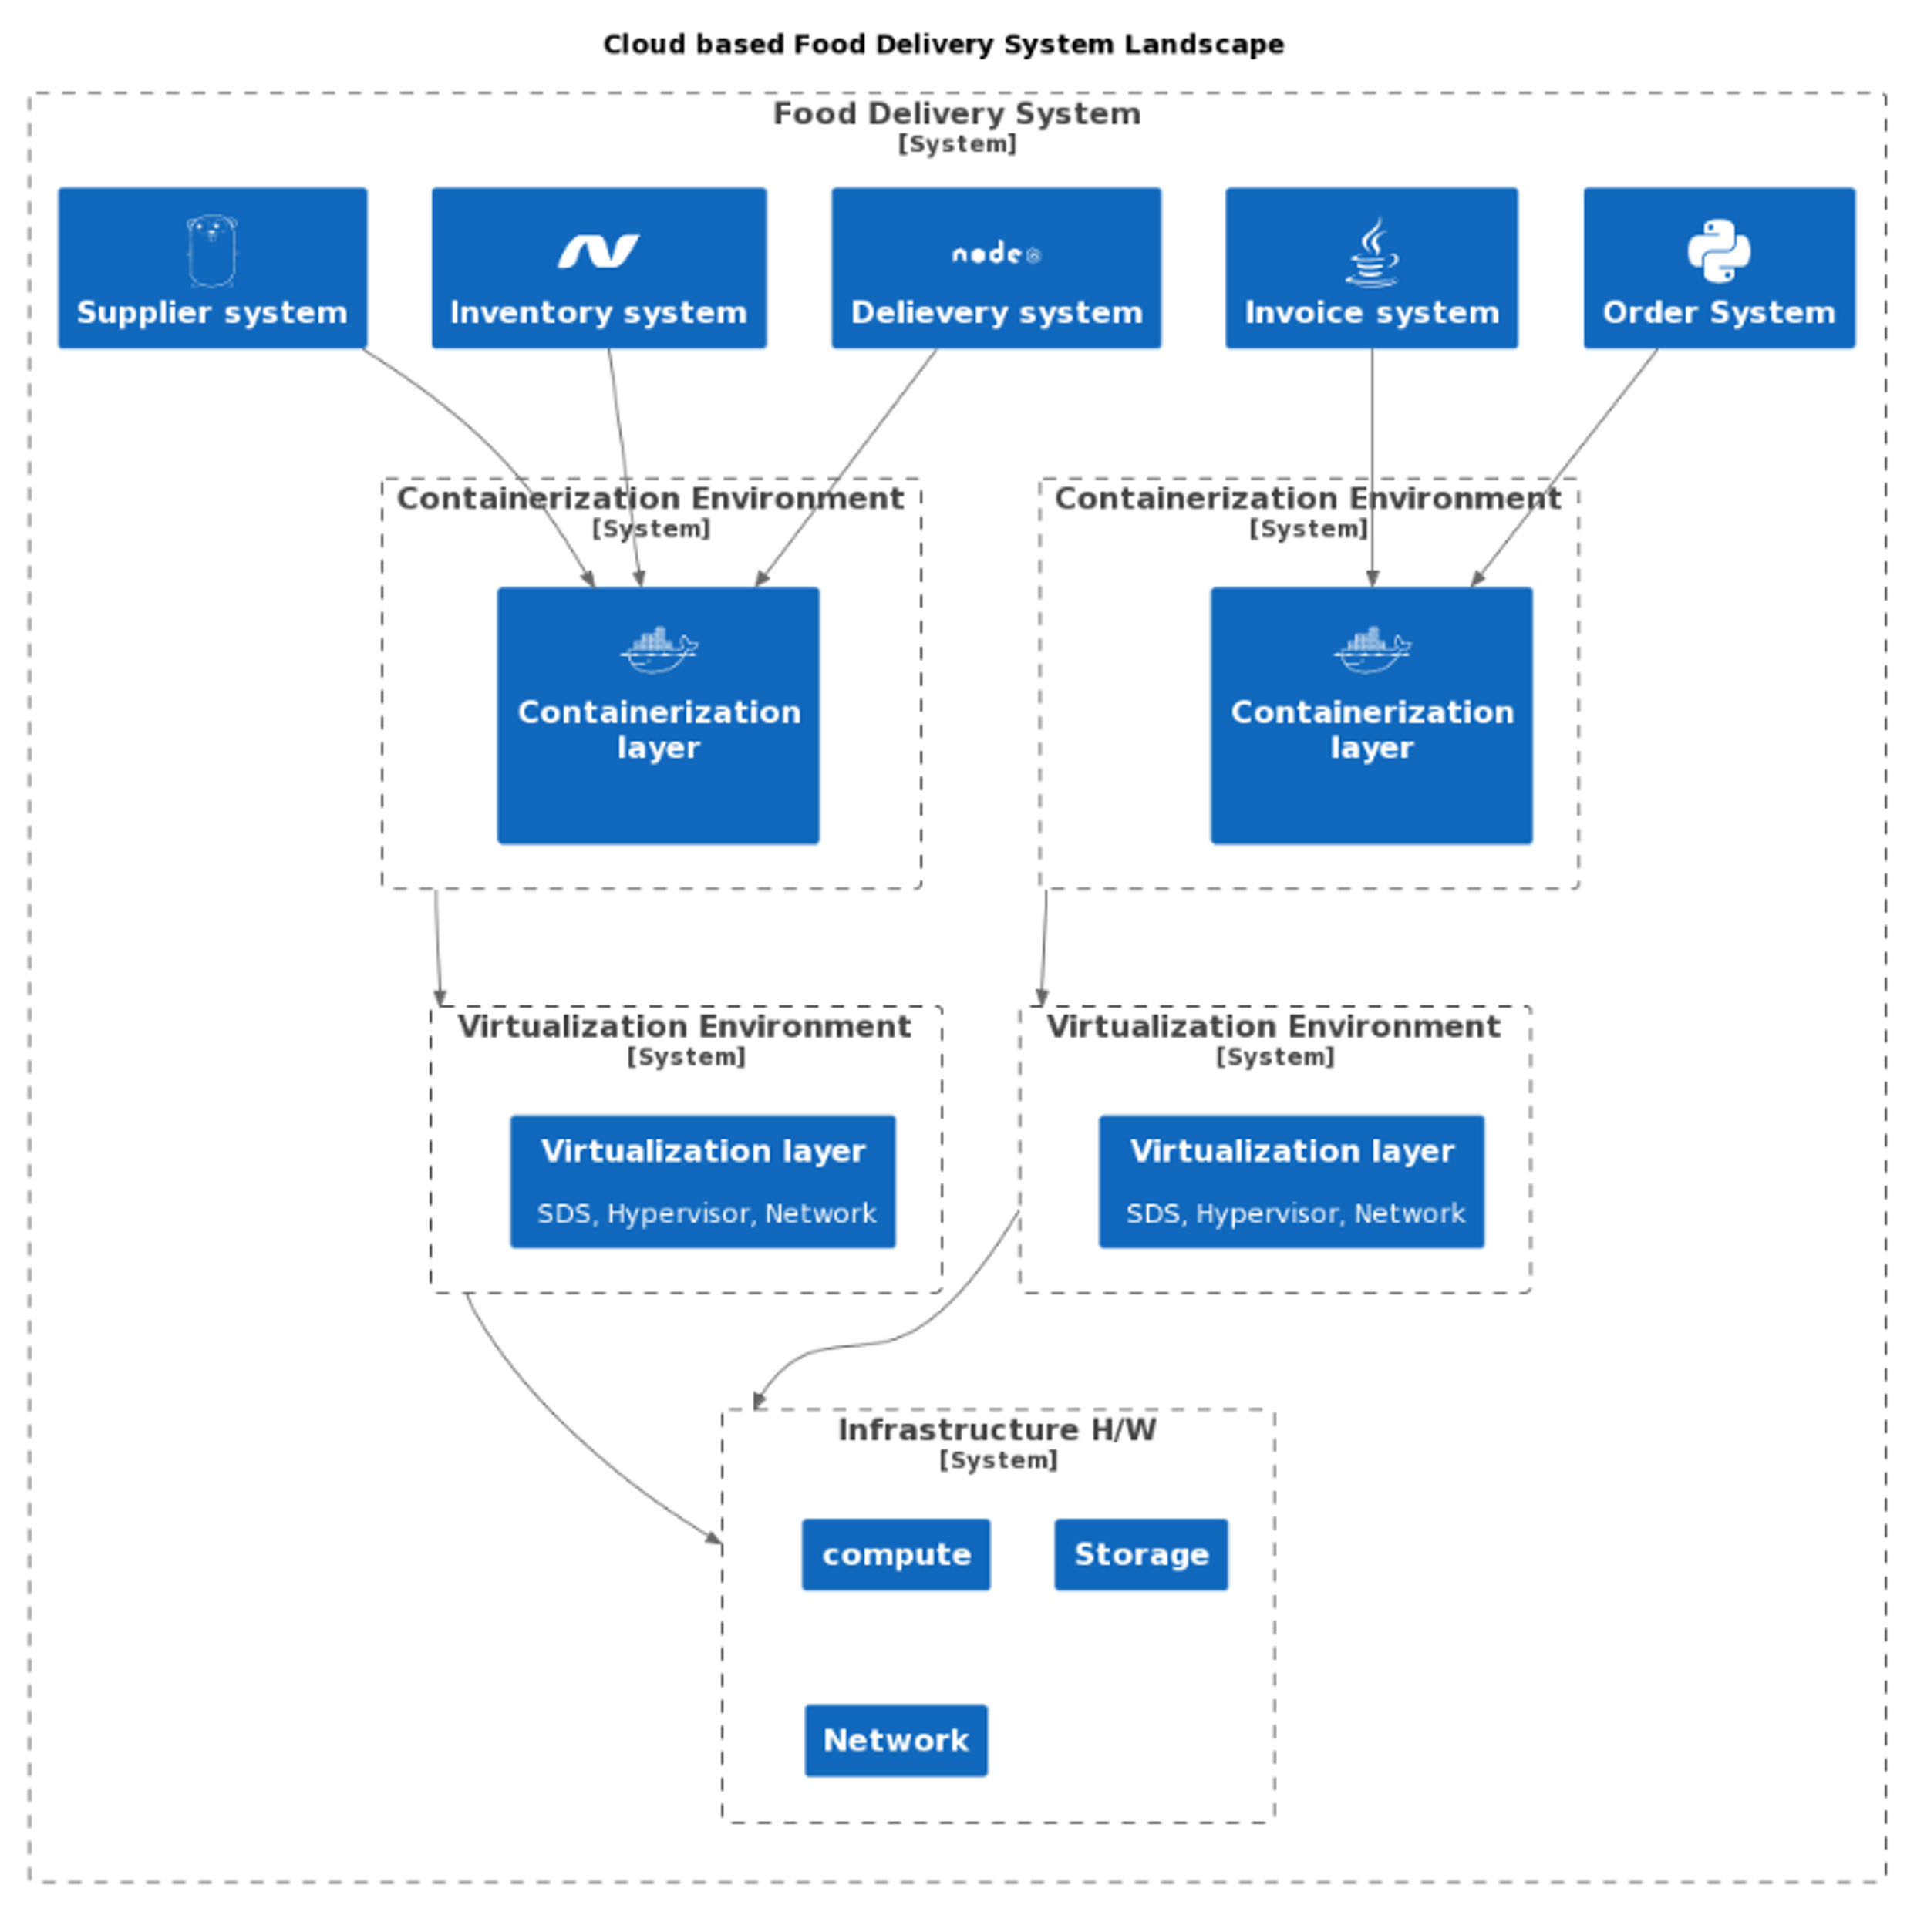 Cloud based Food Delivery System Landscape
Food Delivery System
[System]
Supplier system
Inventory system
node
Delievery system
Invoice system
Order System
Containerization Environment
[System]
Containerization
layer
Containerization Environment
[System]
Containerization
layer
Virtualization Environment
[System]
Virtualization layer
SDS, Hypervisor, Network
Virtualization Environment
[System]
Virtualization layer
SDS, Hypervisor, Network
Infrastructure H/W
[System]
compute
Storage
Network